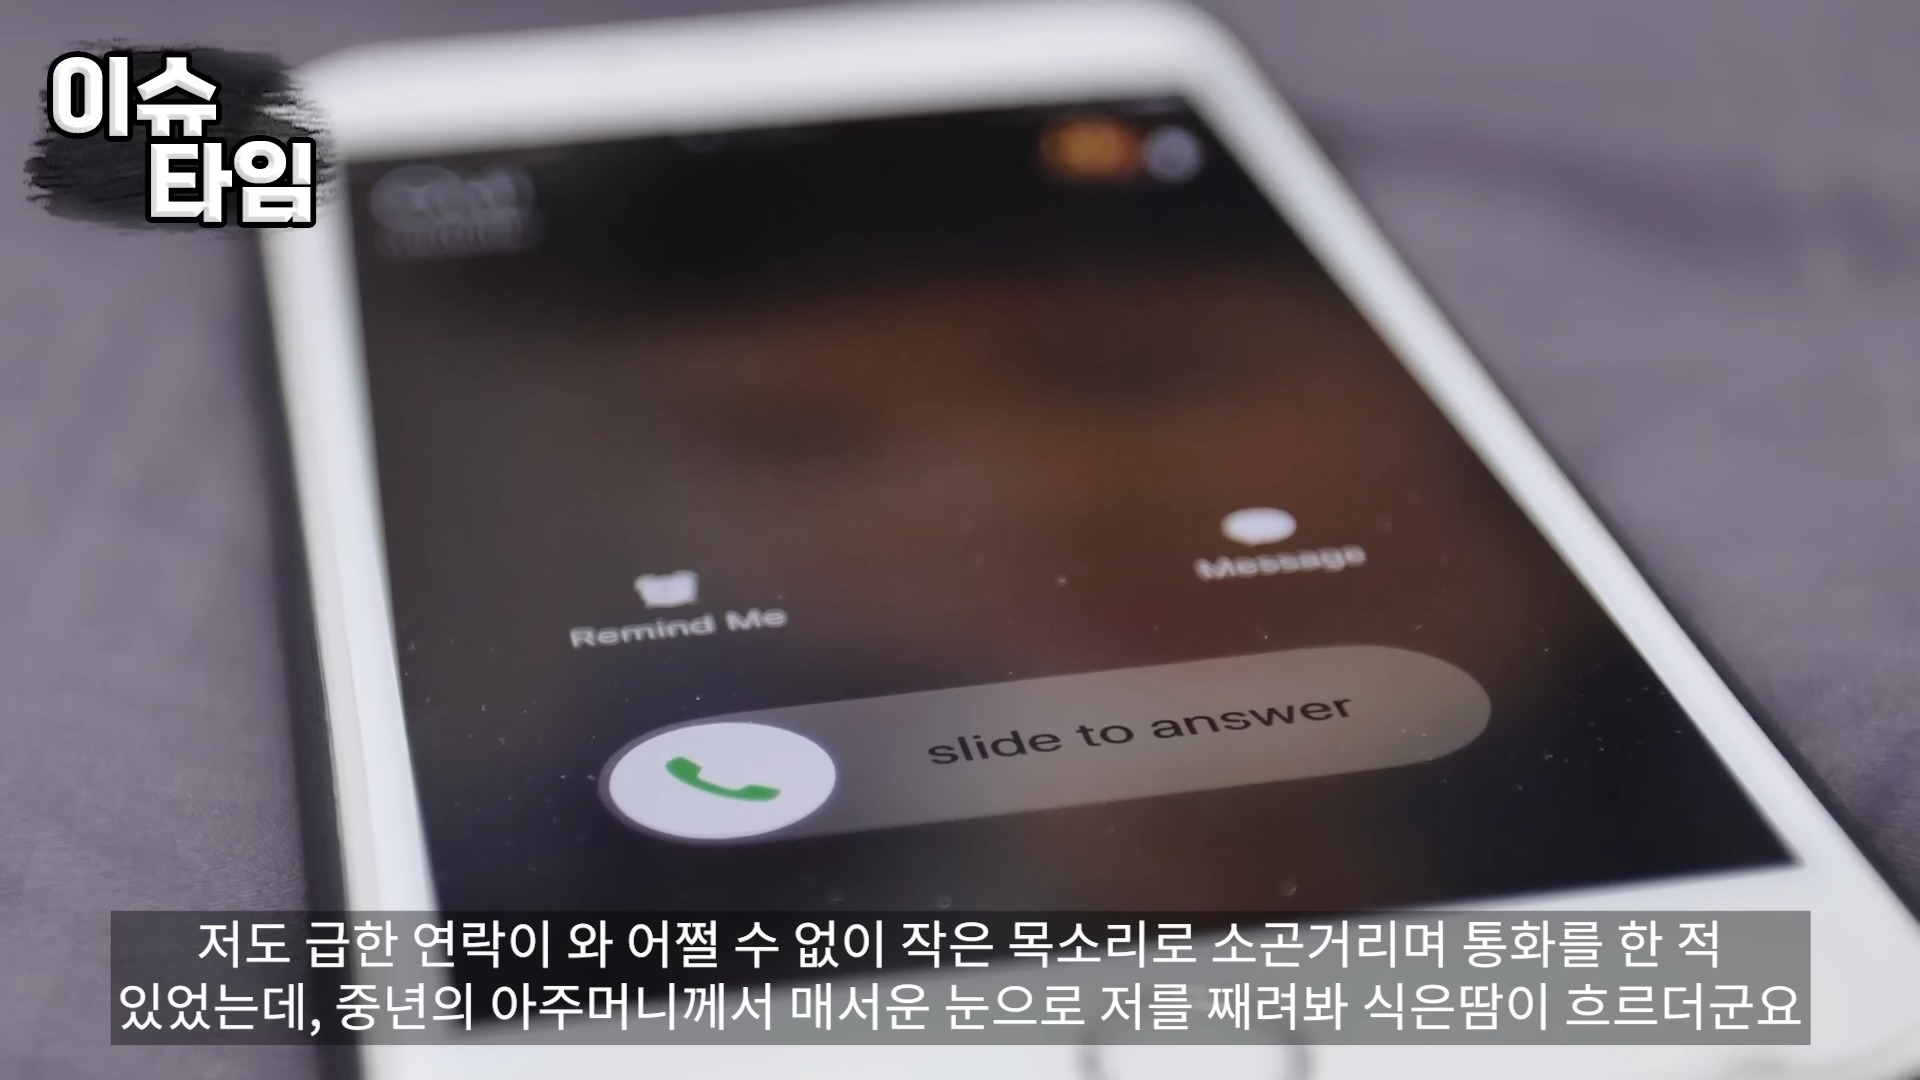 이슈
타임
Remind Me
Message
slide to answer
저도 급한 연락이 와 어쩔 수 없이 작은 목소리로 소곤거리며 통화를 한 적
있었는데, 중년의 아주머니께서 매서운 눈으로 저를 째려봐 식은땀이 흐르더군요